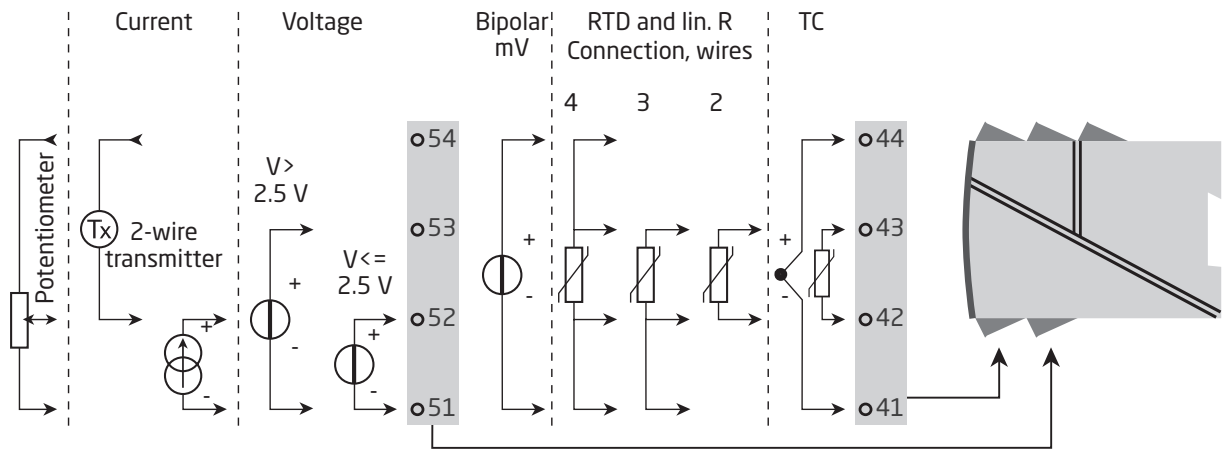 Current
Voltage
Bipolar
mV
RTD and lin. R
Connection, wires
TC
4
3
2
Potentiometer
Tx
2-wire
transmitter
+
-
V>
2.5 V
+
-
V<=
2.5 V
+
-
54
53
52
51
+
-
+
-
44
43
42
41